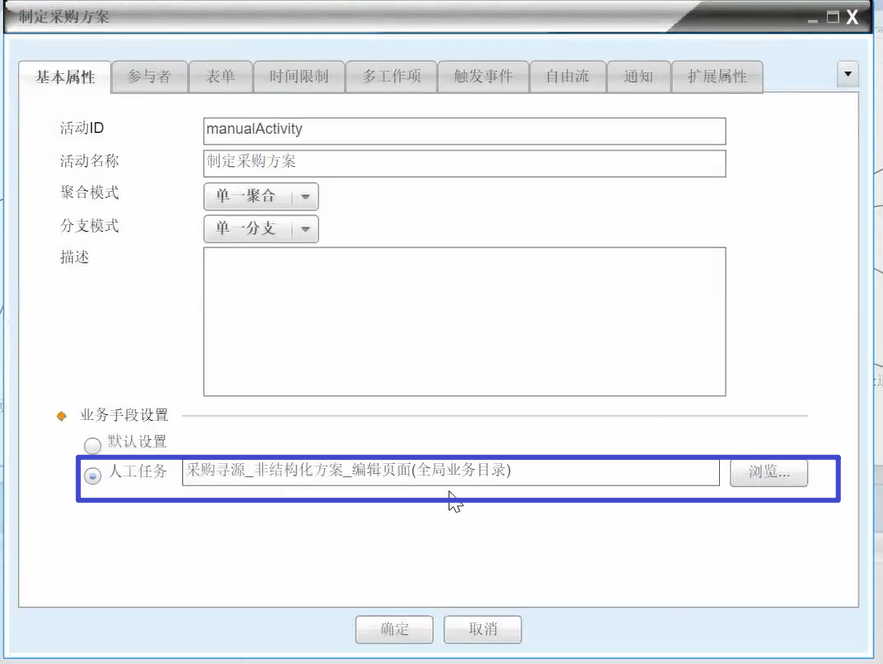 制定采购方案
基本属性 参与者 表单 时间限制 多工作项 触发事件 自由流 通知 扩展属性
活动ID manualActivity
活动名称 制定采购方案
聚合模式 单一聚合
分支模式 单一分支
描述
业务手段设置
默认设置
人工任务 采购寻源_非结构化方案_编辑页面(全局业务目录) 浏览...
确定 取消